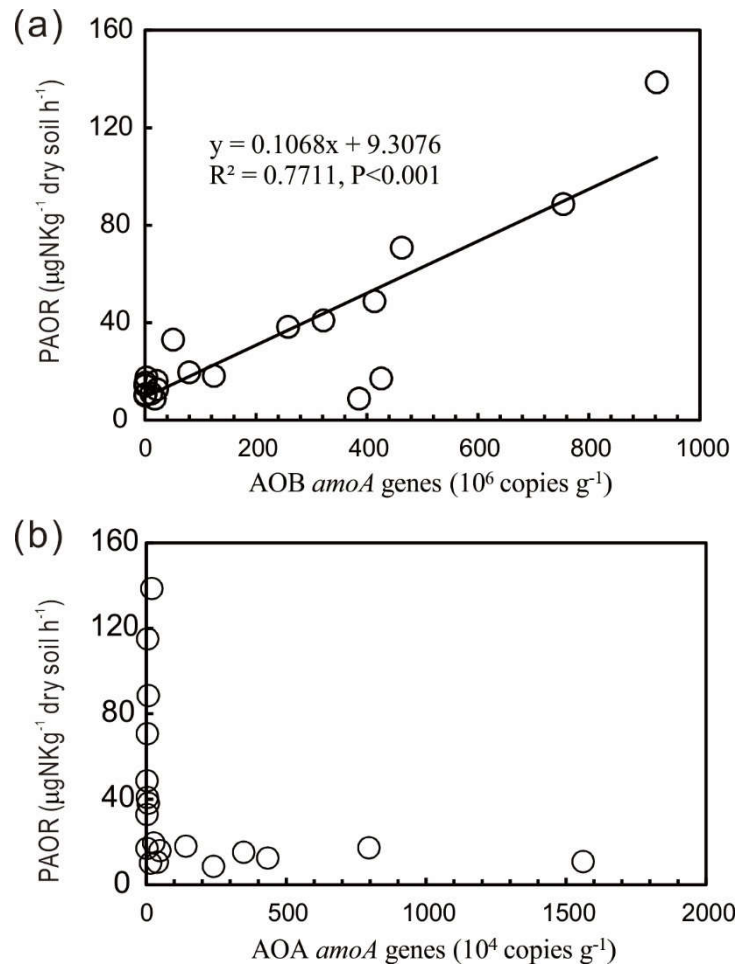 (a)
160
120
80
40
0
PAOR (μgNKg⁻¹ dry soil h⁻¹)
y = 0.1068x + 9.3076
R² = 0.7711, P<0.001
0 200 400 600 800 1000
AOB amoA genes (10⁶ copies g⁻¹)
(b)
160
120
80
40
0
PAOR (μgNKg⁻¹ dry soil h⁻¹)
0 500 1000 1500 2000
AOA amoA genes (10⁴ copies g⁻¹)